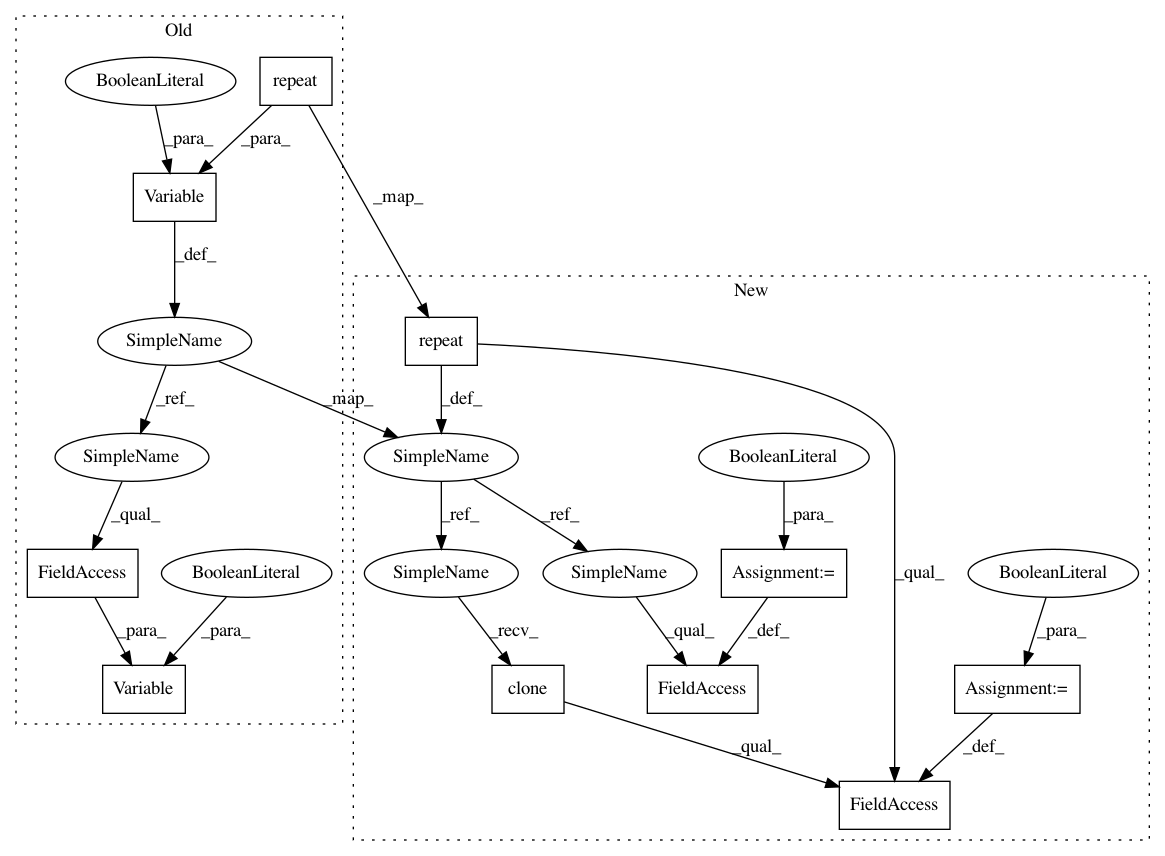 Old
BooleanLiteral
repeat
_para_
_para_
Variable
_map_
_def_
New
SimpleName
repeat
_ref_
_map_
_def_
SimpleName
SimpleName
BooleanLiteral
_qual_
_ref_
_ref_
_para_
FieldAccess
BooleanLiteral
SimpleName
SimpleName
Assignment:=
_qual_
BooleanLiteral
_para_
_para_
_recv_
_qual_
_def_
_para_
Variable
clone
FieldAccess
Assignment:=
_qual_
_def_
FieldAccess